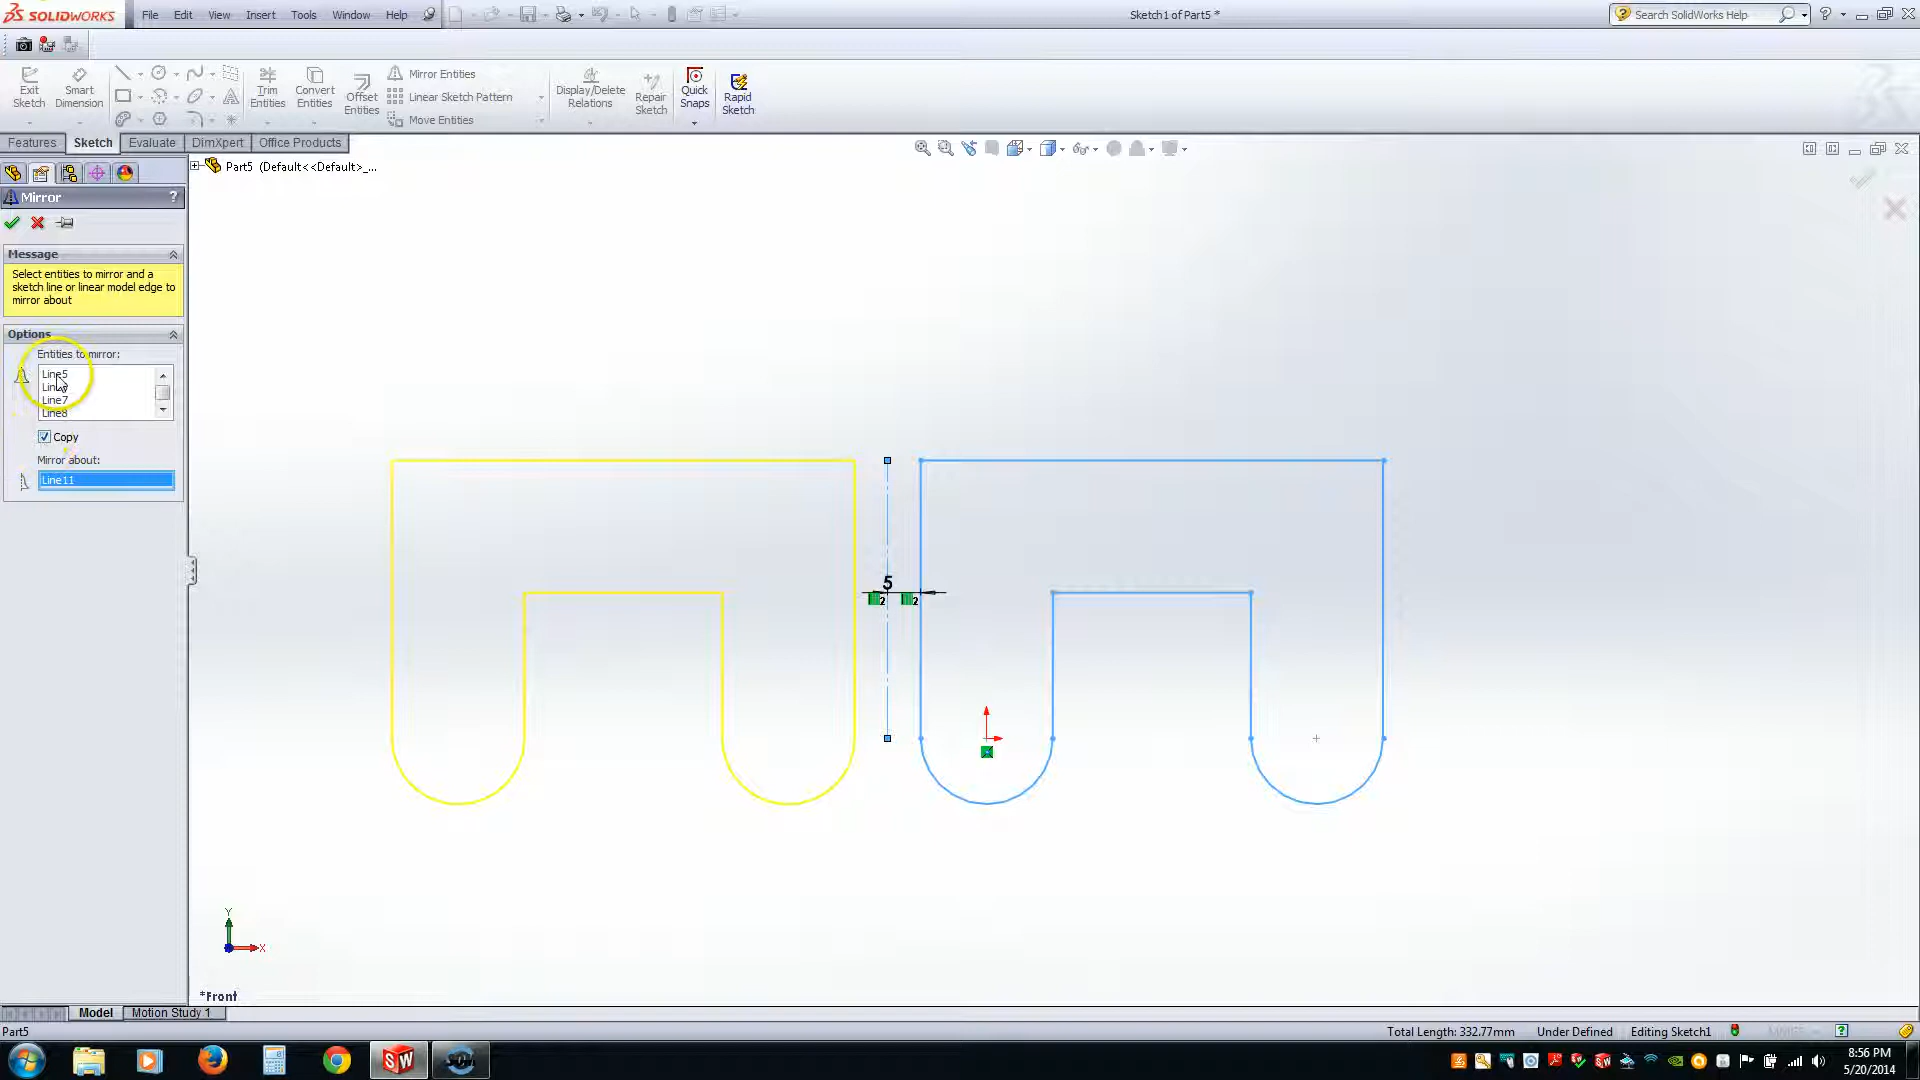 SOLIDWORKS
File Edit View Insert Tools Window Help
Sketch1 of Part5 *
Search SolidWorks Help
Exit Sketch
Smart Dimension
Trim Entities
Convert Entities
Offset Entities
Mirror Entities
Linear Sketch Pattern
Move Entities
Display/Delete Relations
Repair Sketch
Quick Snaps
Rapid Sketch
Features Sketch Evaluate DimXpert Office Products
Part5 (Default<<Default>_...
Mirror ?
Message
Select entities to mirror and a
sketch line or linear model edge to
mirror about
Options
Entities to mirror:
Line5
Line7
Line8
Copy
Mirror about:
Line11
5
2 2
Y
X
*Front
Model Motion Study 1
Part5
Total Length: 332.77mm Under Defined Editing Sketch1
SW
8:56 PM
5/20/2014